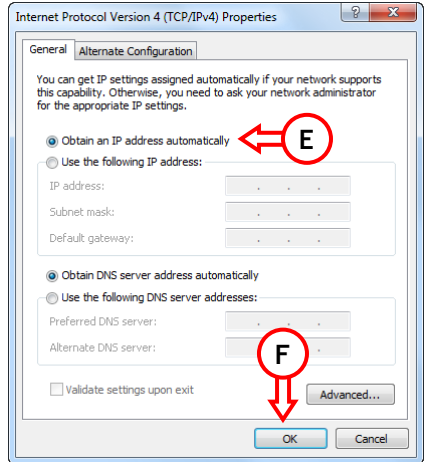 Internet Protocol Version 4 (TCP/IPv4) Properties
?
x
General
Alternate Configuration
You can get IP settings assigned automatically if your network supports
this capability. Otherwise, you need to ask your network administrator
for the appropriate IP settings.
Obtain an IP address automatically
E
Use the following IP address:
IP address:
. . .
Subnet mask:
. . .
Default gateway:
. . .
Obtain DNS server address automatically
Use the following DNS server addresses:
Preferred DNS server:
. . .
Alternate DNS server:
F
.
Validate settings upon exit
Advanced...
OK
Cancel